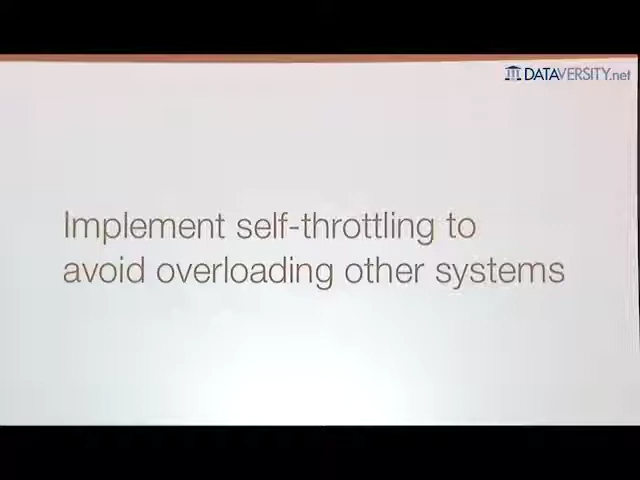 DATAVERSITY.net
Implement self-throttling to
avoid overloading other systems